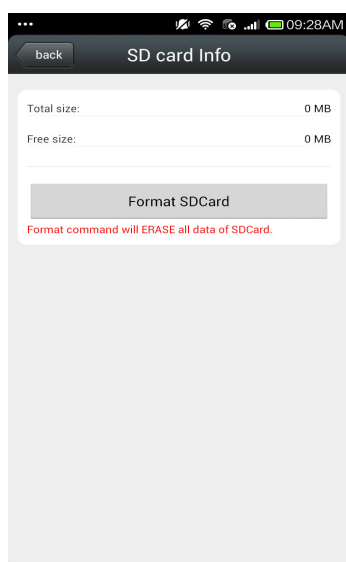 ... 09:28AM
back SD card Info
Total size: 0 MB
Free size: 0 MB
Format SDCard
Format command will ERASE all data of SDCard.